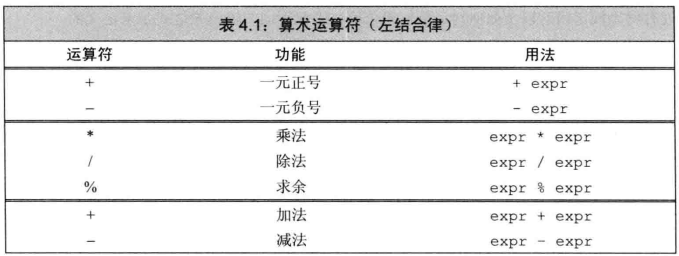 表 4.1：算术运算符（左结合律）
运算符 功能 用法
+ 一元正号 + expr
− 一元负号 - expr
* 乘法 expr * expr
/ 除法 expr / expr
% 求余 expr % expr
+ 加法 expr + expr
− 减法 expr - expr